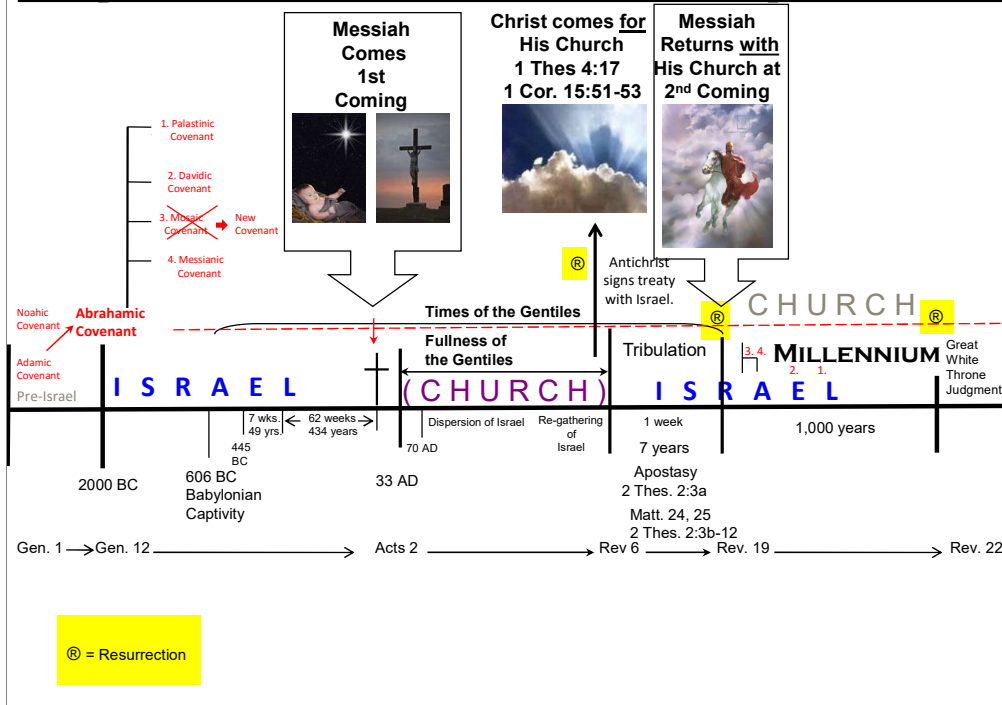 Messiah
Comes
1st
Coming
Christ comes for
His Church
1 Thes 4:17
1 Cor. 15:51-53
Messiah
Returns with
His Church at
2nd Coming
1. Palastinic
Covenant
2. Davidic
Covenant
3. Mosaic
Covenant
New
Covenant
4. Messianic
Covenant
®
Antichrist
signs treaty
with Israel.
Noahic
Covenant
Abrahamic
Covenant
Adamic
Covenant
Pre-Israel
Times of the Gentiles
®
CHURCH
®
Fullness of
the Gentiles
Tribulation
3. 4.
MILLENNIUM
2. 1.
Great
White
Throne
Judgment
ISRAEL
(CHURCH)
ISRAEL
7 wks.
49 yrs.
62 weeks
434 years
Dispersion of Israel
Re-gathering
of
Israel
1 week
1,000 years
445
BC
70 AD
7 years
2000 BC
606 BC
Babylonian
Captivity
33 AD
Apostasy
2 Thes. 2:3a
Matt. 24, 25
2 Thes. 2:3b-12
Gen. 1
Gen. 12
Acts 2
Rev 6
Rev. 19
Rev. 22
® = Resurrection